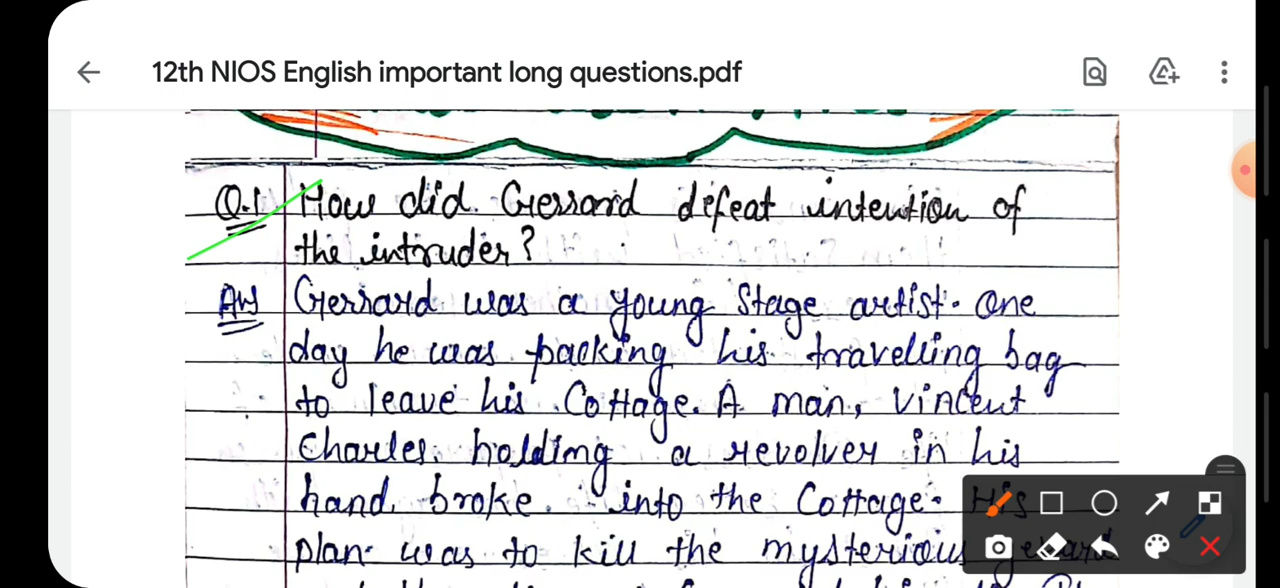 12th NIOS English important long questions.pdf
Q.1 How did Gerrard defeat intention of
the intruder?
Ans Gerrard was a young Stage artist. One
day he was packing his travelling bag
to leave his Cottage. A man, Vincent
Charles, holding a revolver in his
hand, broke into the Cottage. His
plan was to kill the mysterious